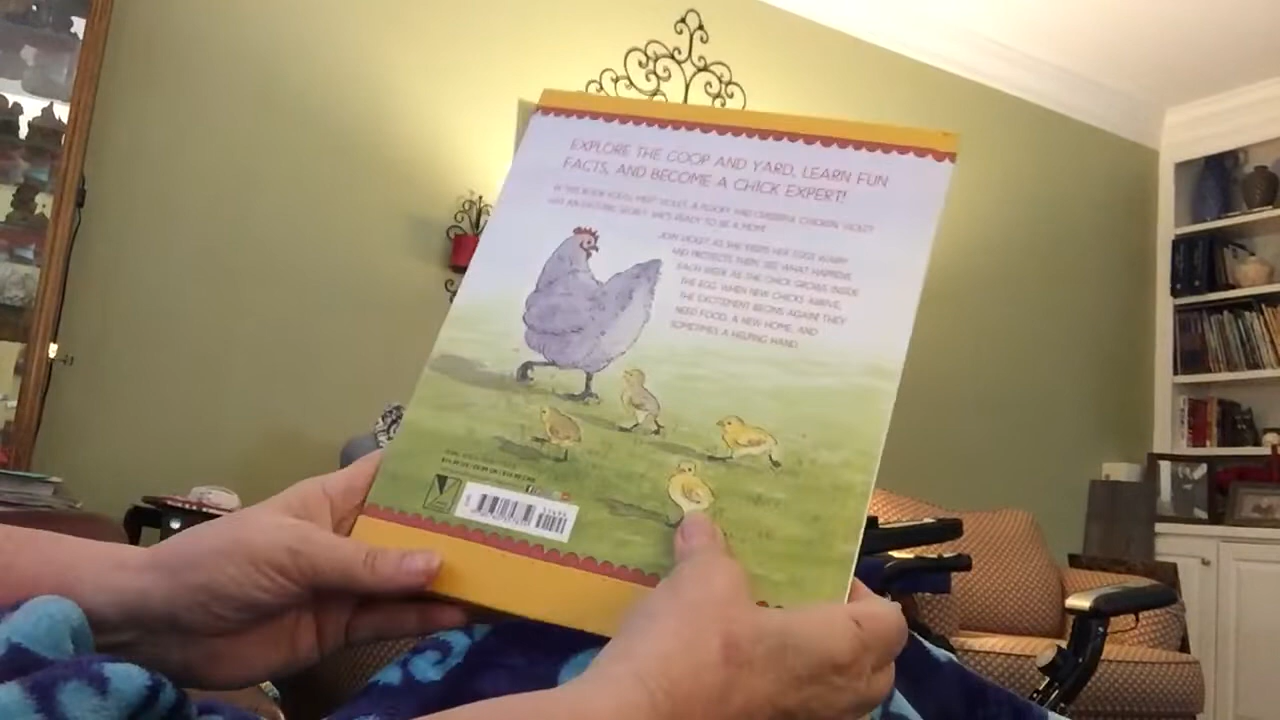 EXPLORE THE COOP AND YARD, LEARN FUN
FACTS, AND BECOME A CHICK EXPERT!
IN THIS BOOK YOU'LL MEET VIOLET, A FLUFFY AND CHEERFUL CHICKEN. VIOLET
HAS AN EXCITING SECRET: SHE'S READY TO BE A MOM!
JOIN VIOLET AS SHE KEEPS HER EGGS WARM
AND PROTECTS THEM. SEE WHAT HAPPENS
EACH WEEK AS THE CHICK GROWS INSIDE
THE EGG. WHEN NEW CHICKS ARRIVE,
THE EXCITEMENT BEGINS AGAIN! THEY
NEED FOOD, A NEW HOME, AND
SOMETIMES A HELPING HAND.